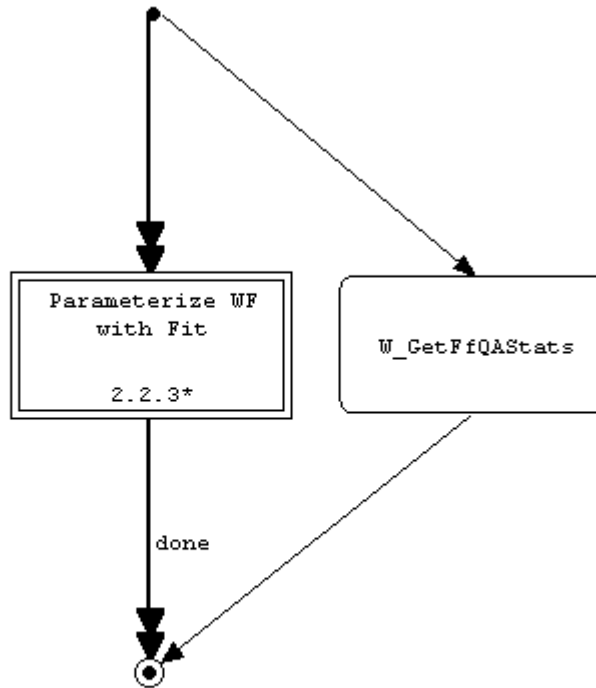 Parameterize WF
with Fit
2.2.3*
W_GetFfQAStats
done